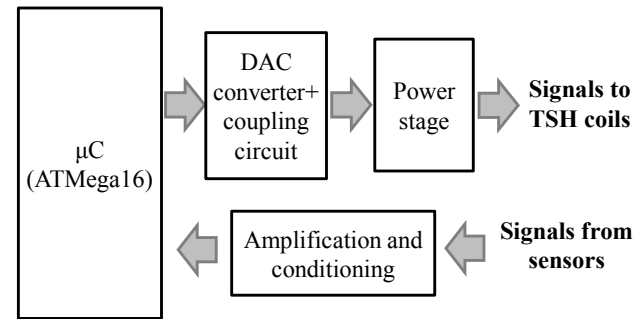 μC
(ATMega16)
DAC
converter+
coupling
circuit
Power
stage
Signals to
TSH coils
Amplification and
conditioning
Signals from
sensors